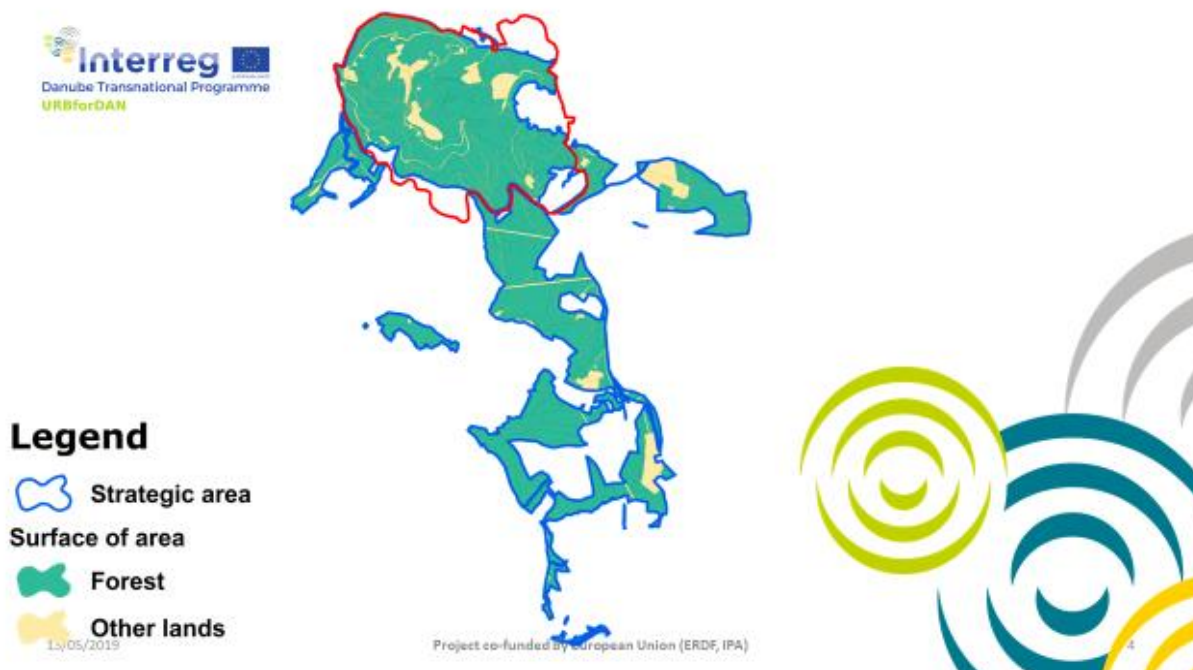 Interreg
Danube Transnational Programme
URBforDAN
Legend
Strategic area
Surface of area
Forest
Other lands
13/05/2019
Project co-funded by European Union (ERDF, IPA)
4